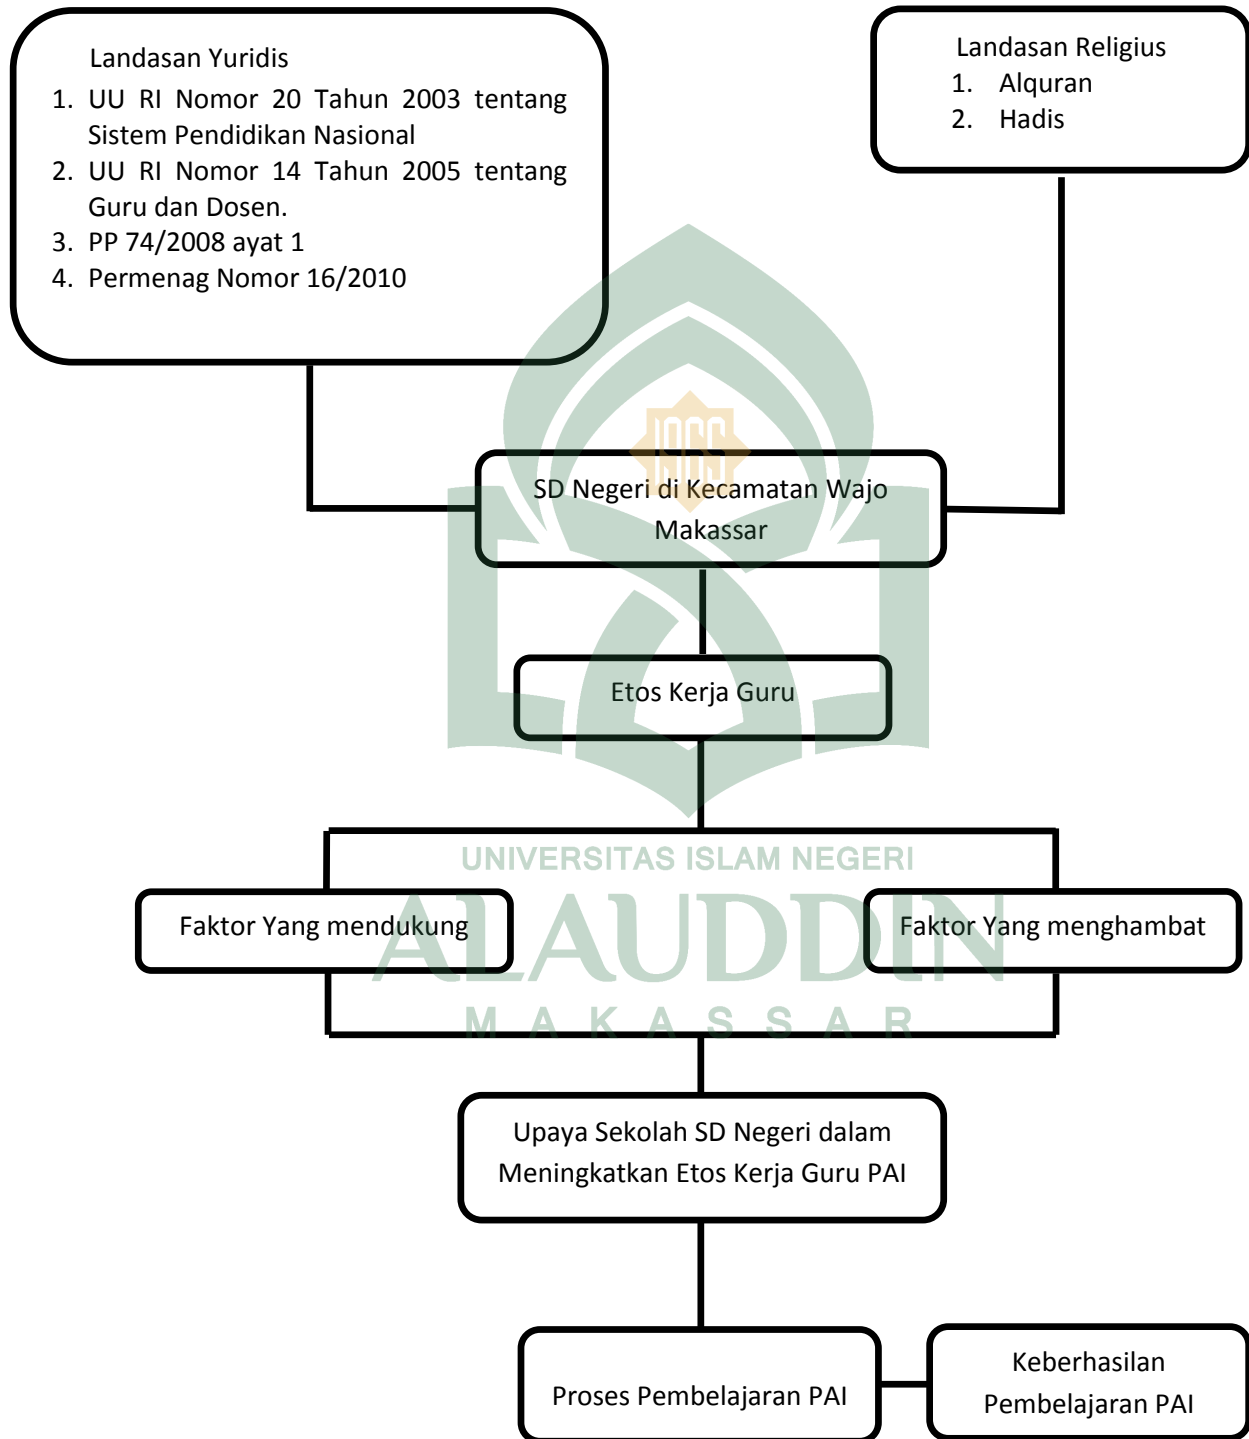 Landasan Yuridis
1. UU RI Nomor 20 Tahun 2003 tentang
Sistem Pendidikan Nasional
2. UU RI Nomor 14 Tahun 2005 tentang
Guru dan Dosen.
3. PP 74/2008 ayat 1
4. Permenag Nomor 16/2010
Landasan Religius
1. Alquran
2. Hadis
SD Negeri di Kecamatan Wajo
Makassar
Etos Kerja Guru
UNIVERSITAS ISLAM NEGERI
Faktor Yang mendukung
Faktor Yang menghambat
ALAUDDIN
MAKASSAR
Upaya Sekolah SD Negeri dalam
Meningkatkan Etos Kerja Guru PAI
Proses Pembelajaran PAI
Keberhasilan
Pembelajaran PAI